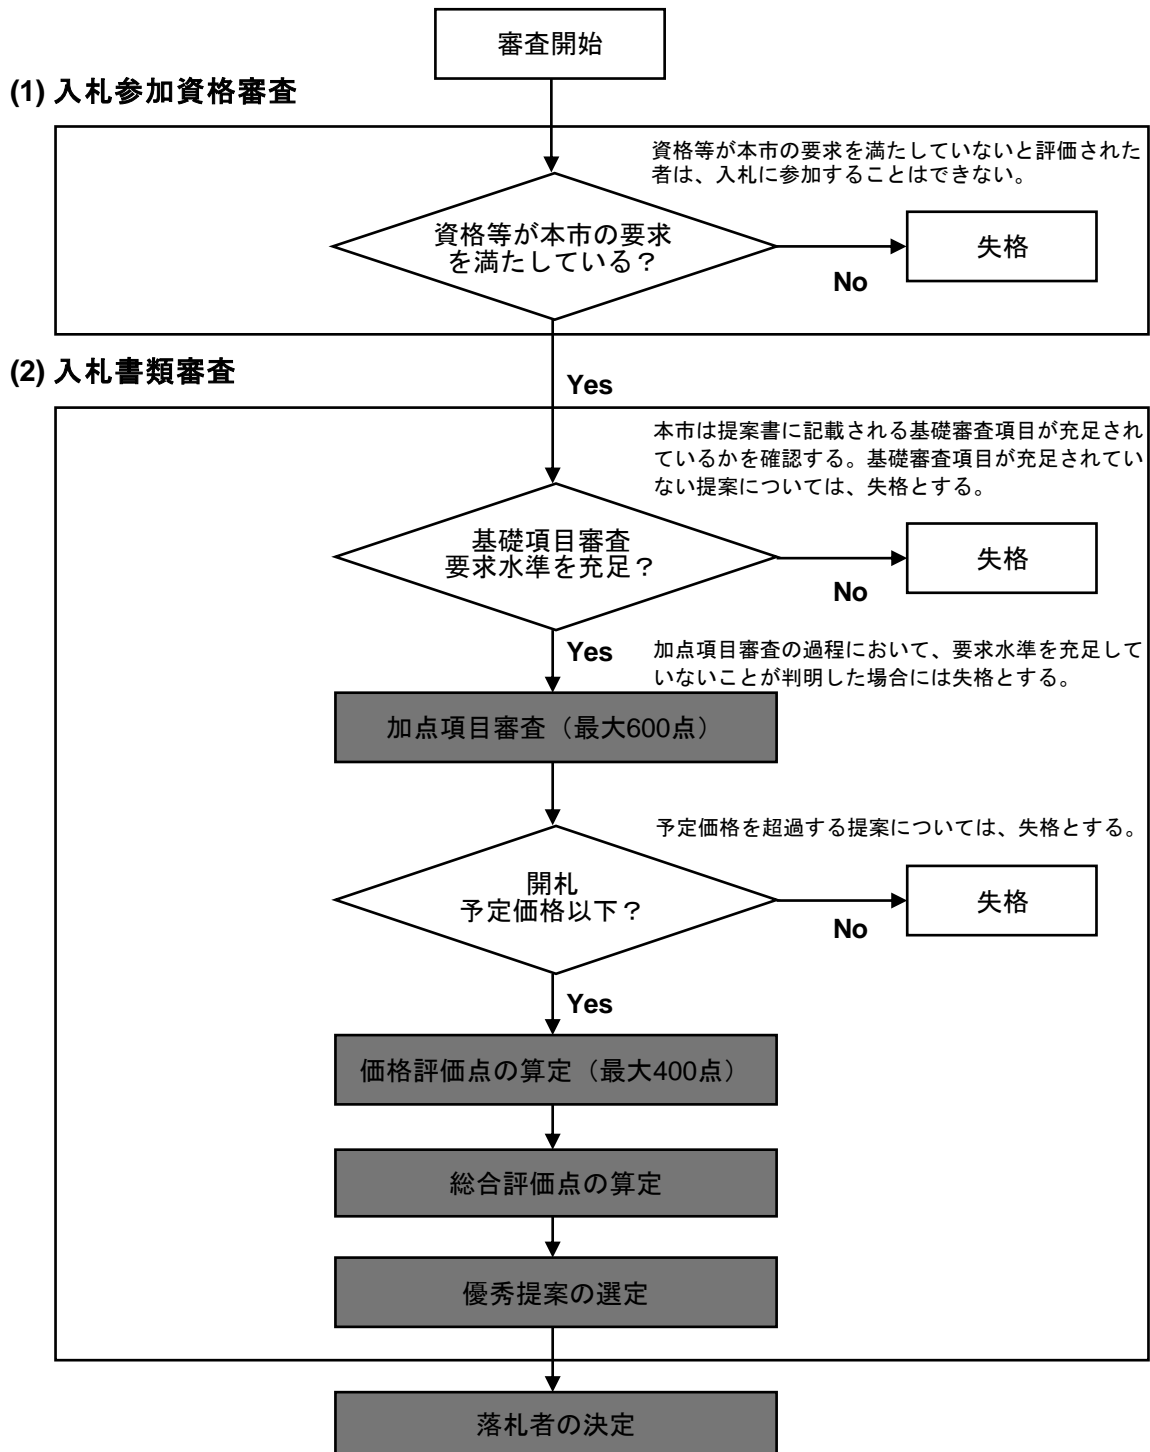 審査開始
(1) 入札参加資格審査
資格等が本市の要求を満たしていないと評価された
者は、入札に参加することはできない。
資格等が本市の要求
を満たしている？
失格
No
(2) 入札書類審査
Yes
本市は提案書に記載される基礎審査項目が充足され
ているかを確認する。基礎審査項目が充足されてい
ない提案については、失格とする。
基礎項目審査
要求水準を充足？
失格
No
Yes
加点項目審査の過程において、要求水準を充足して
いないことが判明した場合には失格とする。
加点項目審査（最大600点）
予定価格を超過する提案については、失格とする。
開札
予定価格以下？
失格
No
Yes
価格評価点の算定（最大400点）
総合評価点の算定
優秀提案の選定
落札者の決定